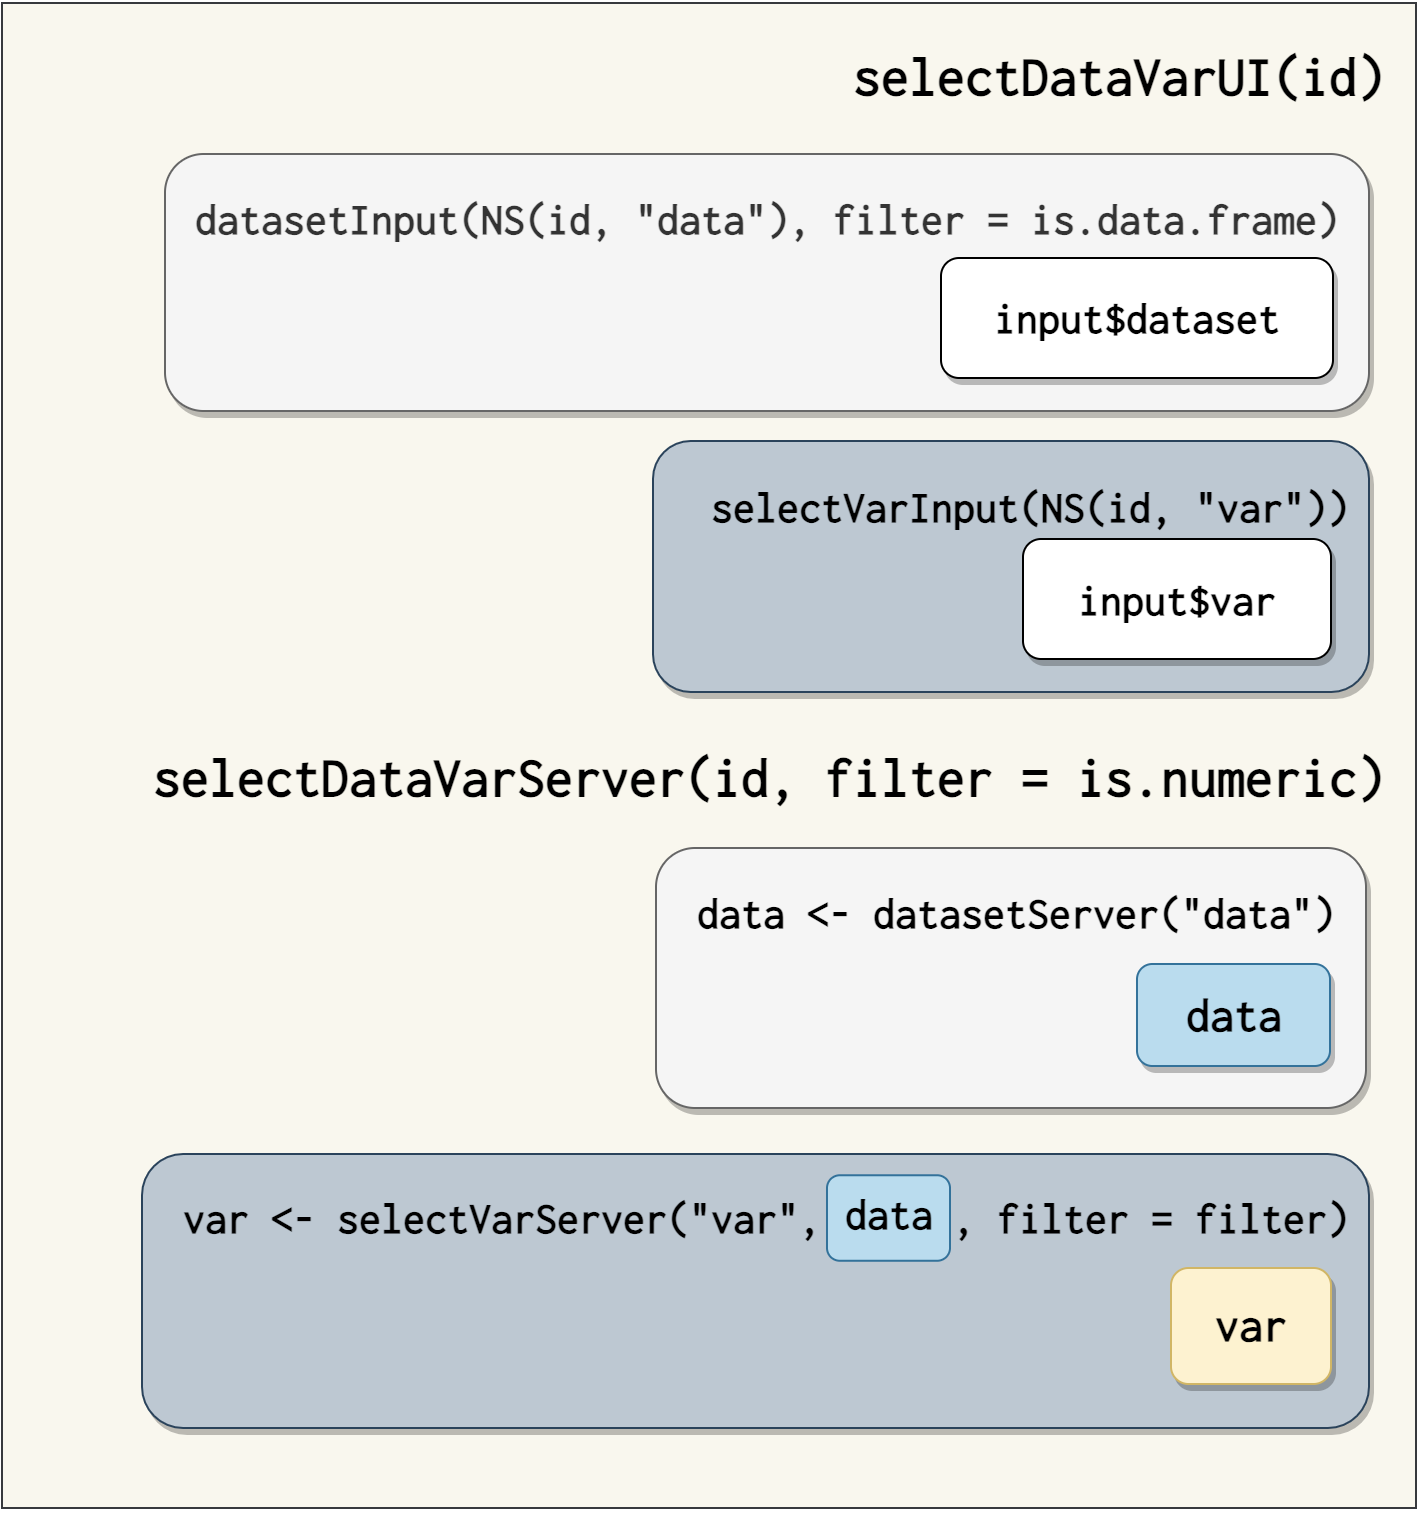 selectDataVarUI(id)
datasetInput(NS(id, "data"), filter = is.data.frame)
input$dataset
selectVarInput(NS(id, "var"))
input$var
selectDataVarServer(id, filter = is.numeric)
data <- datasetServer("data")
data
var <- selectVarServer("var", data, filter = filter)
var